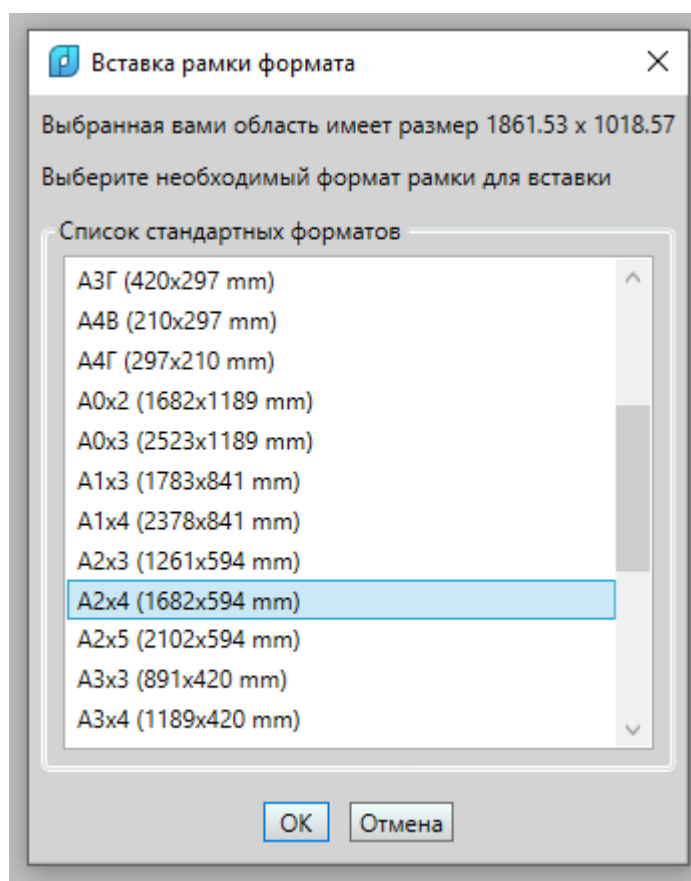 Вставка рамки формата
Выбранная вами область имеет размер 1861.53 x 1018.57
Выберите необходимый формат рамки для вставки
Список стандартных форматов
А3Г (420x297 mm)
А4В (210x297 mm)
А4Г (297x210 mm)
А0x2 (1682x1189 mm)
А0x3 (2523x1189 mm)
А1x3 (1783x841 mm)
А1x4 (2378x841 mm)
А2x3 (1261x594 mm)
А2x4 (1682x594 mm)
А2x5 (2102x594 mm)
А3x3 (891x420 mm)
А3x4 (1189x420 mm)
ОК Отмена